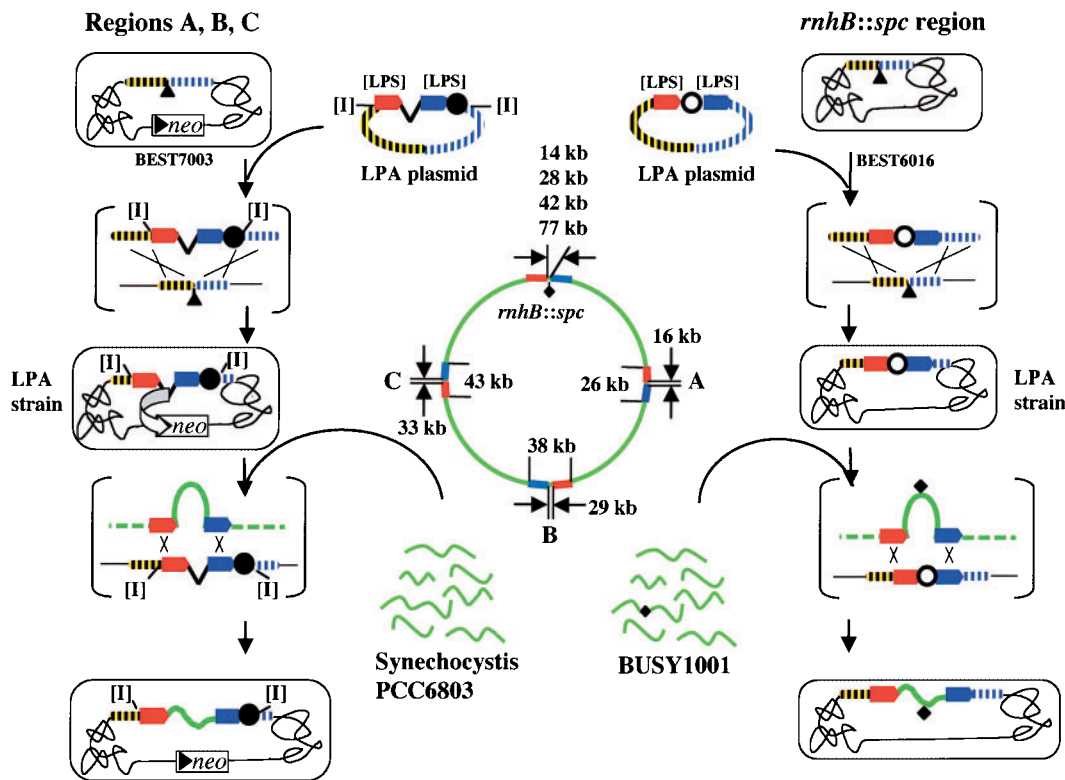 Regions A, B, C
rnhB::spc region
[LPS] [LPS]
[I] [I]
LPA plasmid
[LPS] [LPS]
LPA plasmid
neo
BEST7003
BEST6016
14 kb
28 kb
42 kb
77 kb
[I] [I]
rnhB::spc
16 kb
C
43 kb
26 kb
A
33 kb
38 kb
29 kb
B
LPA
strain
[I] [I]
neo
LPA
strain
X X
[I] [I]
X X
Synechocystis
PCC6803
BUSY1001
[I] [I]
neo